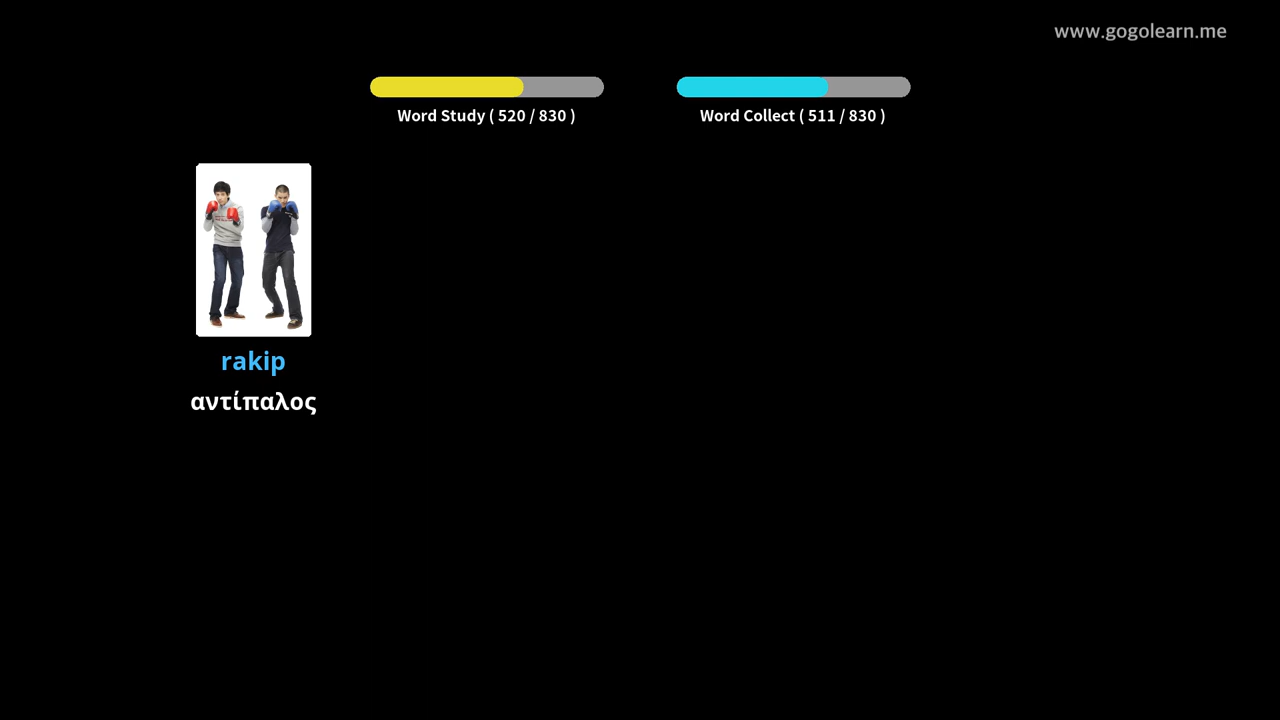 www.gogolearn.me
Word Study ( 520 / 830 )
Word Collect ( 511 / 830 )
rakip
αντίπαλος